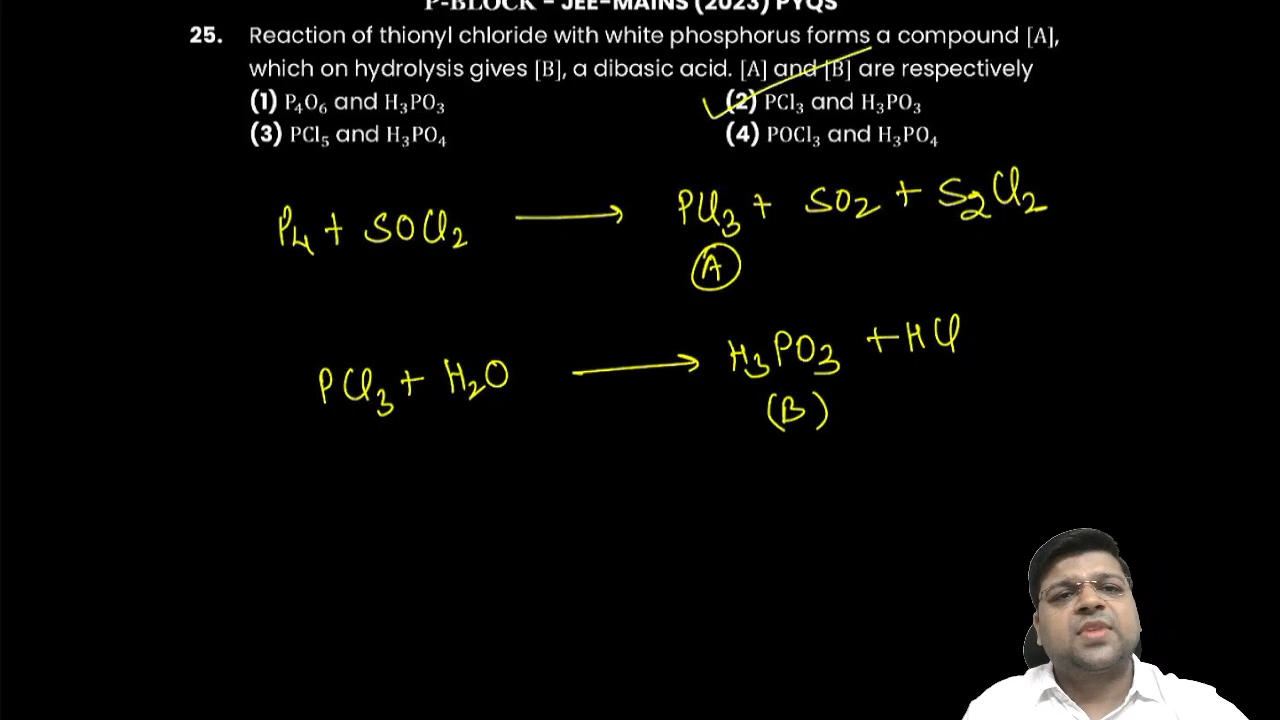 P-BLOCK - JEE-MAINS (2023) PYQS
25. Reaction of thionyl chloride with white phosphorus forms a compound [A],
which on hydrolysis gives [B], a dibasic acid. [A] and [B] are respectively
(1) P₄O₆ and H₃PO₃ (2) PCl₃ and H₃PO₃
(3) PCl₅ and H₃PO₄ (4) POCl₃ and H₃PO₄
P₄ + SOCl₂ ⟶ PCl₃ + SO₂ + S₂Cl₂
A
PCl₃ + H₂O ⟶ H₃PO₃ + HCl
(B)